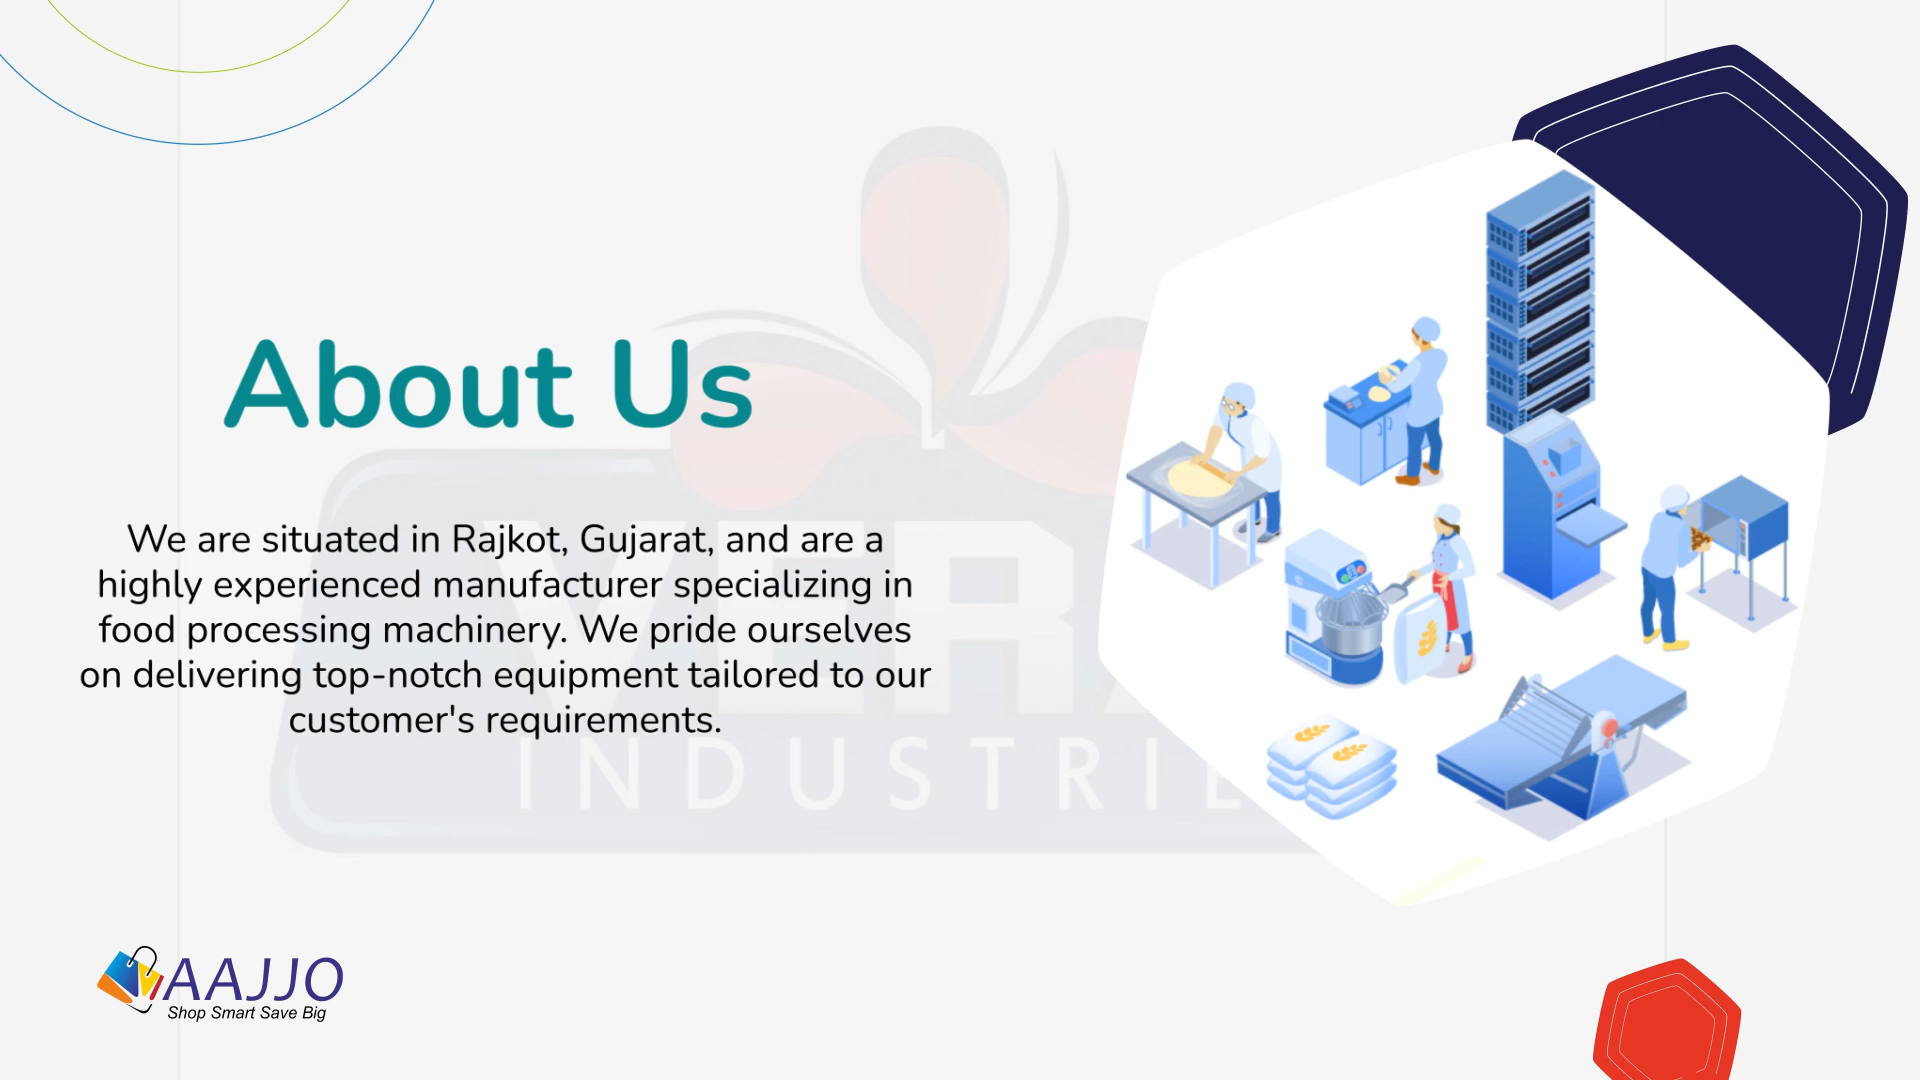 About Us
We are situated in Rajkot, Gujarat, and are a
highly experienced manufacturer specializing in
food processing machinery. We pride ourselves
on delivering top-notch equipment tailored to our
customer's requirements.
AAJJO
Shop Smart Save Big